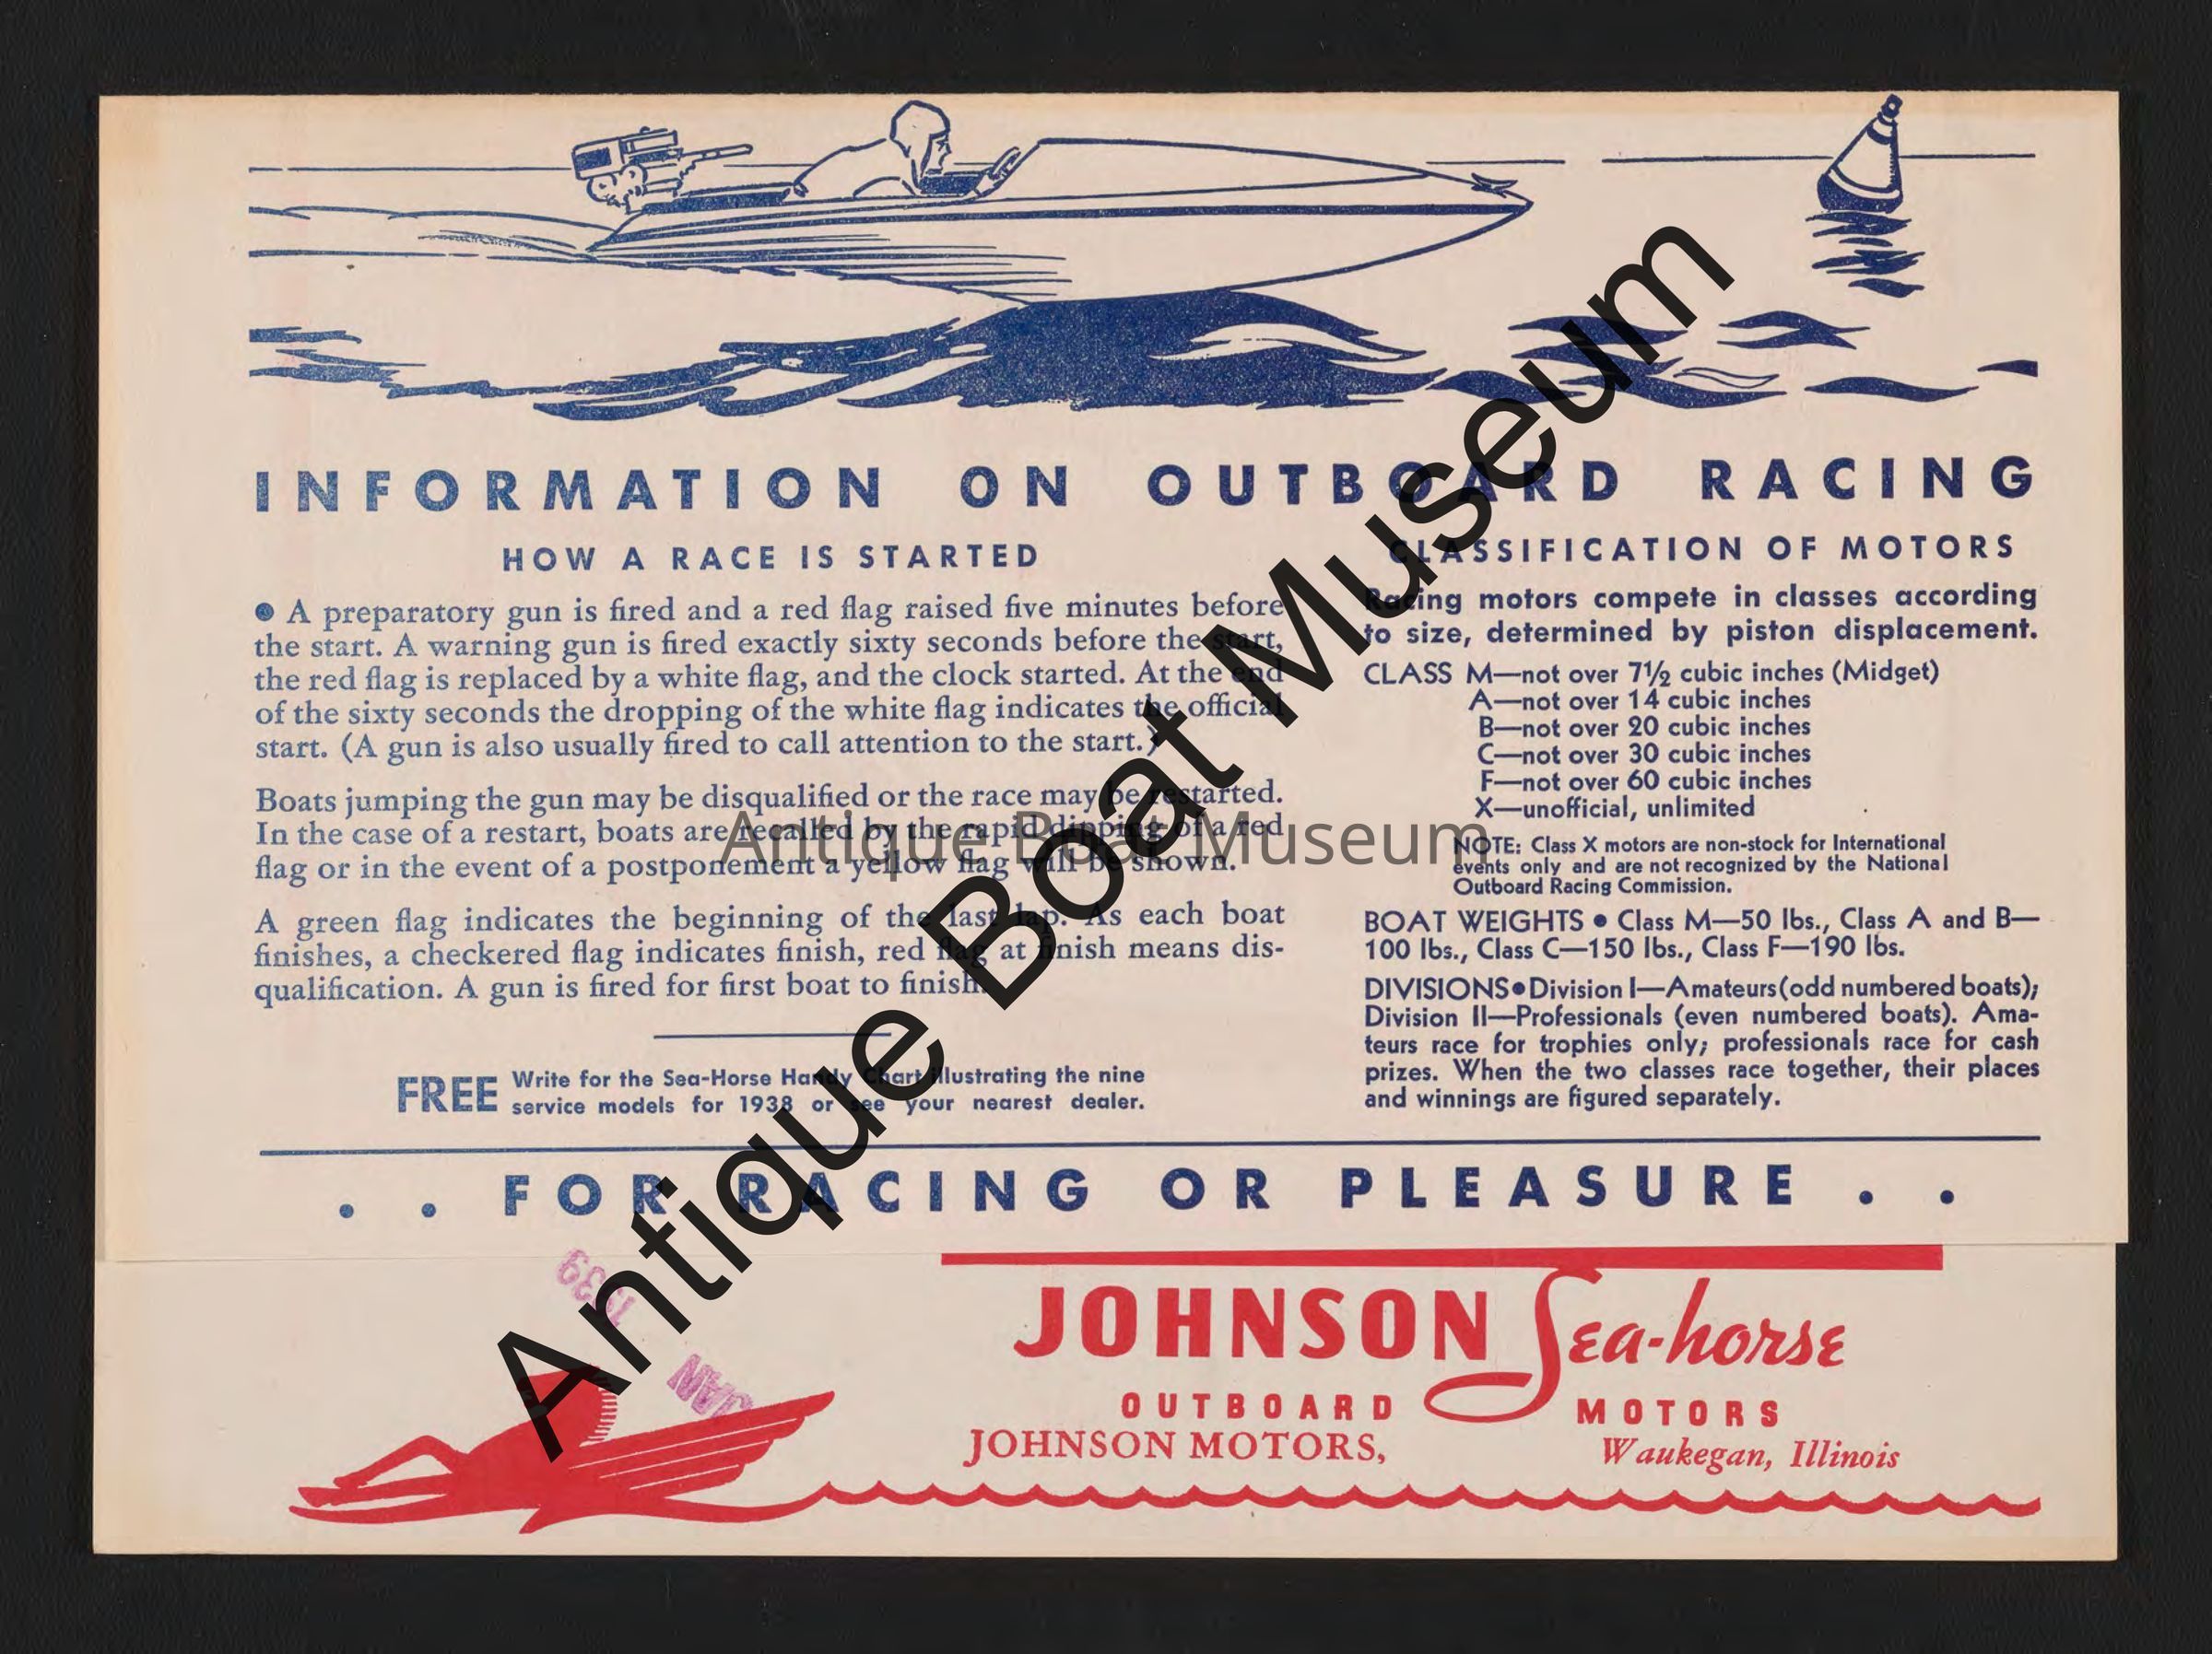 INFORMATION ON OUTBOARD RACING
HOW A RACE IS STARTED
● A preparatory gun is fired and a red flag raised five minutes before
the start. A warning gun is fired exactly sixty seconds before the start,
the red flag is replaced by a white flag, and the clock started. At the end
of the sixty seconds the dropping of the white flag indicates the official
start. (A gun is also usually fired to call attention to the start.)
Boats jumping the gun may be disqualified or the race may be restarted.
In the case of a restart, boats are recalled by the rapid dipping of a red
flag or in the event of a postponement a yellow flag will be shown.
A green flag indicates the beginning of the last lap. As each boat
finishes, a checkered flag indicates finish, red flag at finish means dis-
qualification. A gun is fired for first boat to finish.
FREE Write for the Sea-Horse Handy Chart illustrating the nine
service models for 1938 or see your nearest dealer.
CLASSIFICATION OF MOTORS
Racing motors compete in classes according
to size, determined by piston displacement.
CLASS M—not over 7½ cubic inches (Midget)
A—not over 14 cubic inches
B—not over 20 cubic inches
C—not over 30 cubic inches
F—not over 60 cubic inches
X—unofficial, unlimited
NOTE: Class X motors are non-stock for International
events only and are not recognized by the National
Outboard Racing Commission.
BOAT WEIGHTS ● Class M—50 lbs., Class A and B—
100 lbs., Class C—150 lbs., Class F—190 lbs.
DIVISIONS ● Division I—Amateurs (odd numbered boats);
Division II—Professionals (even numbered boats). Ama-
teurs race for trophies only; professionals race for cash
prizes. When the two classes race together, their places
and winnings are figured separately.
. . FOR RACING OR PLEASURE . .
JOHNSON Sea-horse
OUTBOARD MOTORS
JOHNSON MOTORS, Waukegan, Illinois
JAN 1939
Antique Boat Museum
Antique Boat Museum